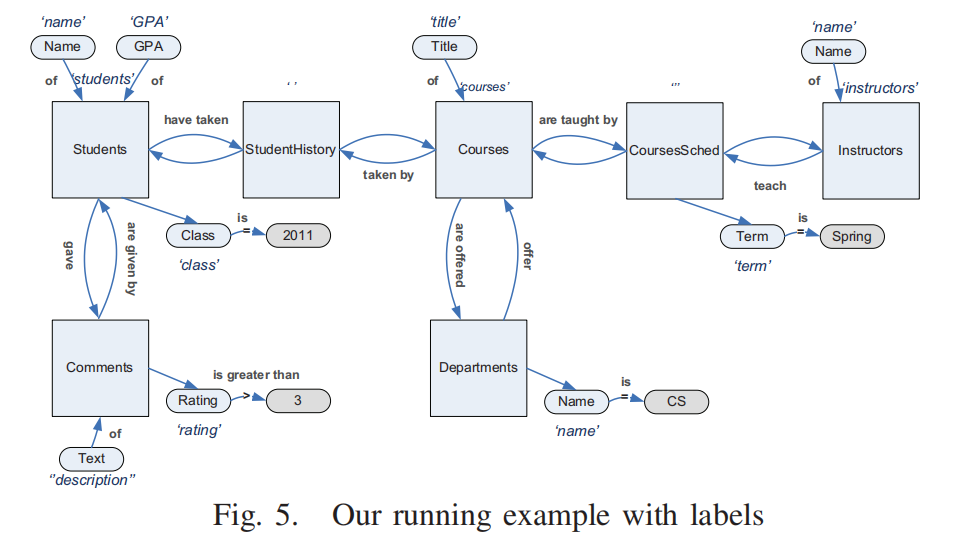 ‘name’
‘GPA’
‘title’
‘name’
Name
GPA
Title
Name
of
‘students’
of
‘ ’
of
‘courses’
‘’’
of
‘instructors’
Students
have taken
StudentHistory
taken by
Courses
are taught by
CoursesSched
teach
Instructors
Class
is
=
2011
‘class’
Term
is
=
Spring
‘term’
gave
are given by
are offered
offer
Comments
is greater than
Rating
>
3
‘rating’
Departments
Name
is
=
CS
‘name’
of
Text
‘‘description’’
Fig. 5. Our running example with labels